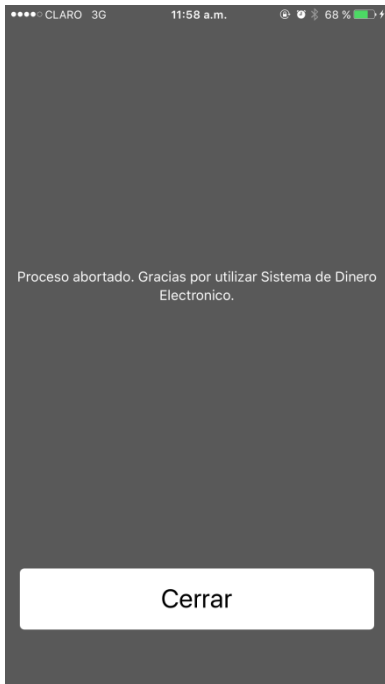 CLARO 3G 11:58 a.m. 68 %
Proceso abortado. Gracias por utilizar Sistema de Dinero
Electronico.
Cerrar